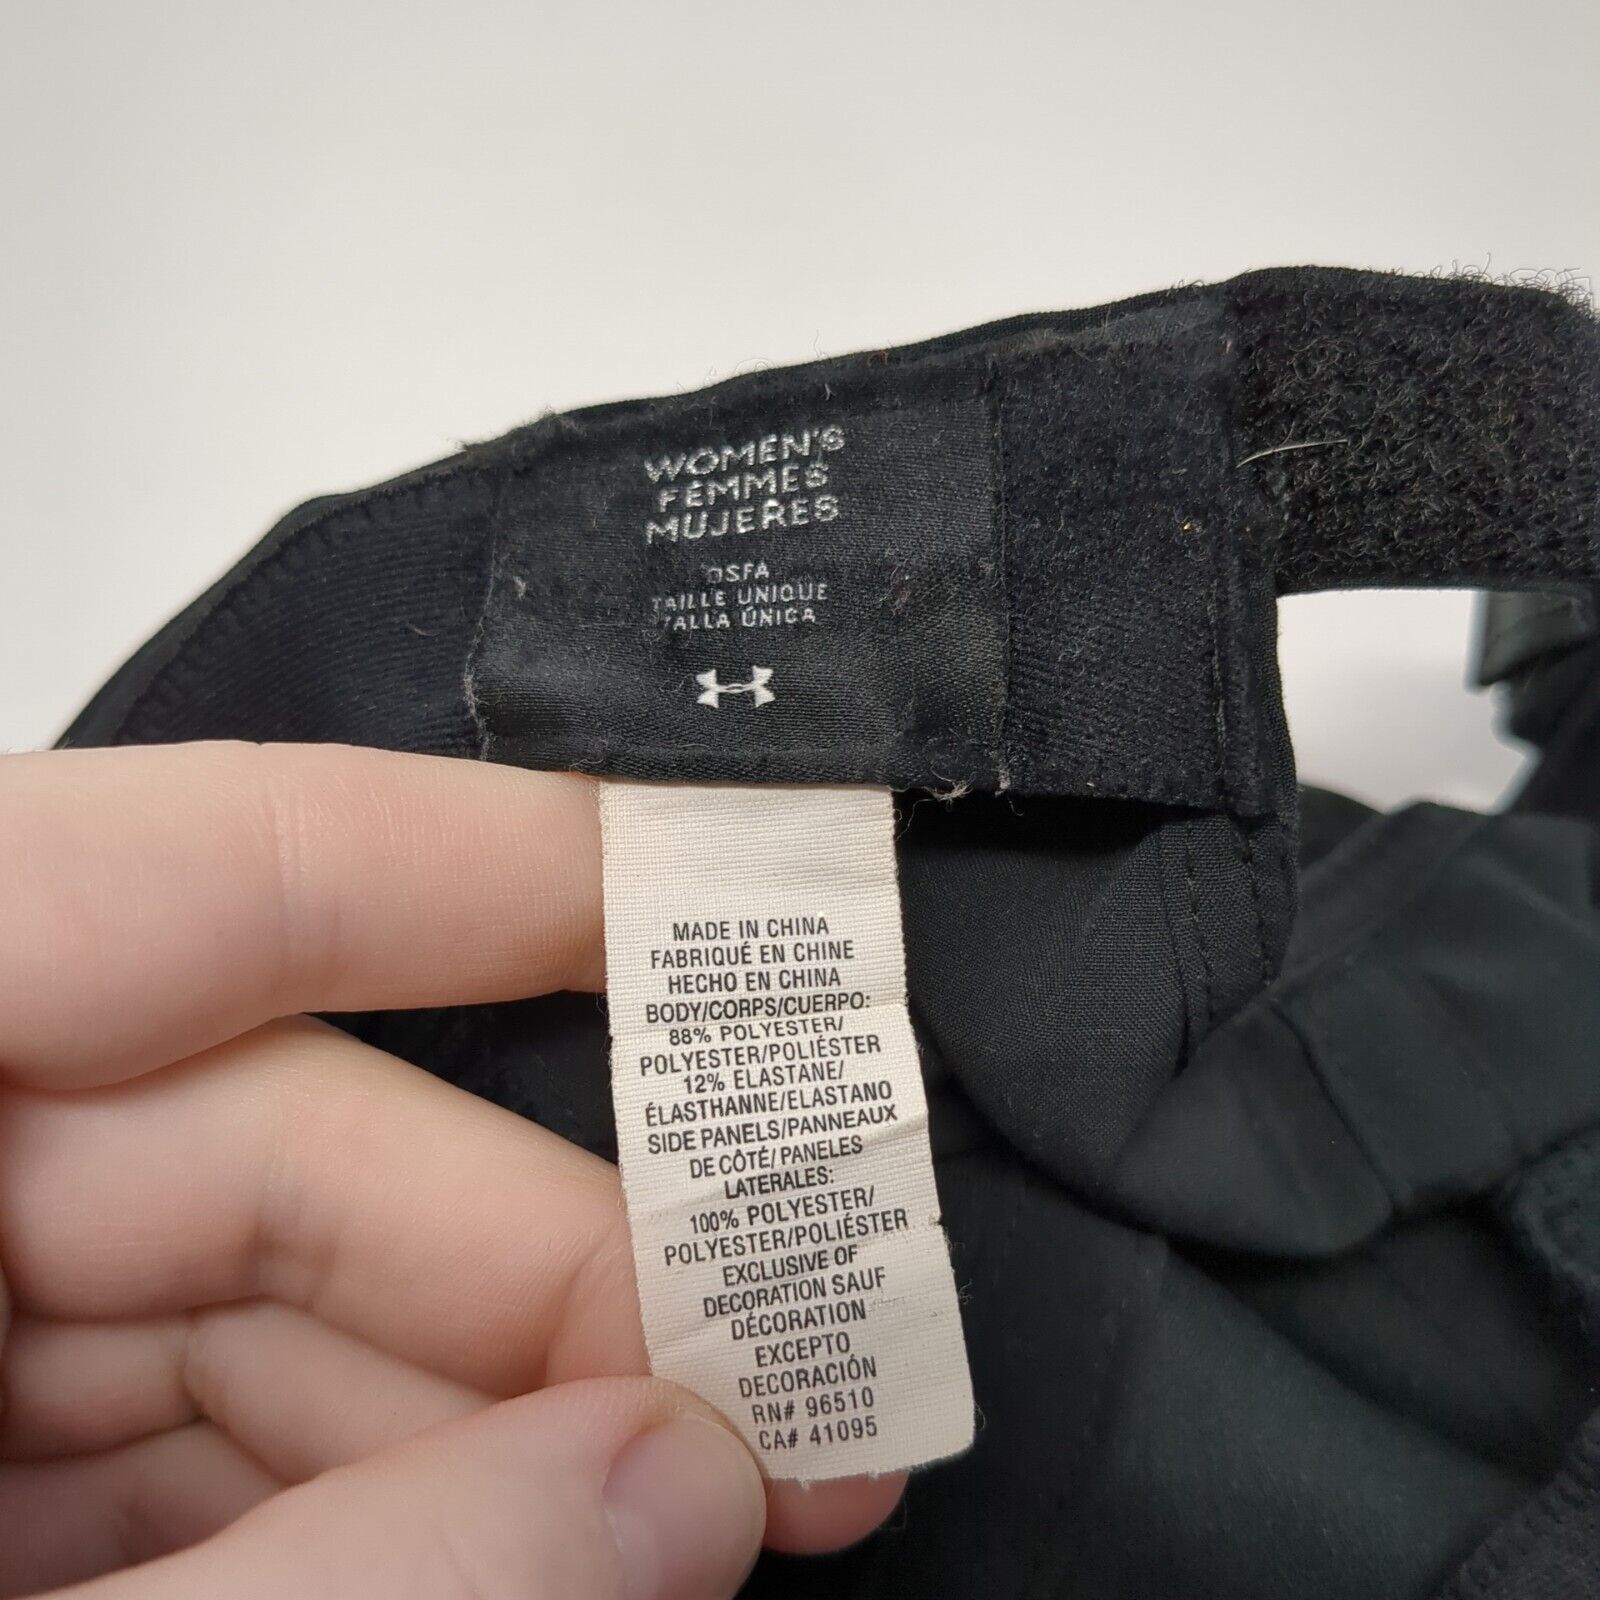 WOMEN'S
FEMMES
MUJERES
OSFA
TAILLE UNIQUE
TALLA ÚNICA
MADE IN CHINA
FABRIQUÉ EN CHINE
HECHO EN CHINA
BODY/CORPS/CUERPO:
88% POLYESTER/
POLYESTER/POLIÉSTER
12% ELASTANE/
ÉLASTHANNE/ELASTANO
SIDE PANELS/PANNEAUX
DE CÔTÉ/ PANELES
LATERALES:
100% POLYESTER/
POLYESTER/POLIÉSTER
EXCLUSIVE OF
DECORATION SAUF
DÉCORATION
EXCEPTO
DECORACIÓN
RN# 96510
CA# 41095